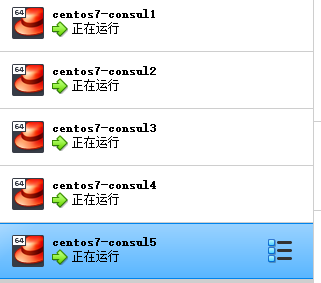 64
centos7-consul1
正在运行
64
centos7-consul2
正在运行
64
centos7-consul3
正在运行
64
centos7-consul4
正在运行
64
centos7-consul5
正在运行